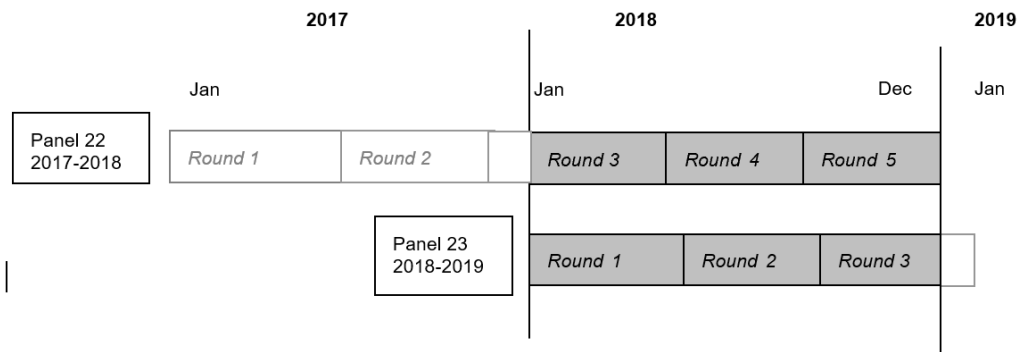 2017 2018 2019
Jan Jan Dec Jan
Panel 22
2017-2018
Round 1 Round 2 Round 3 Round 4 Round 5
Panel 23
2018-2019
Round 1 Round 2 Round 3